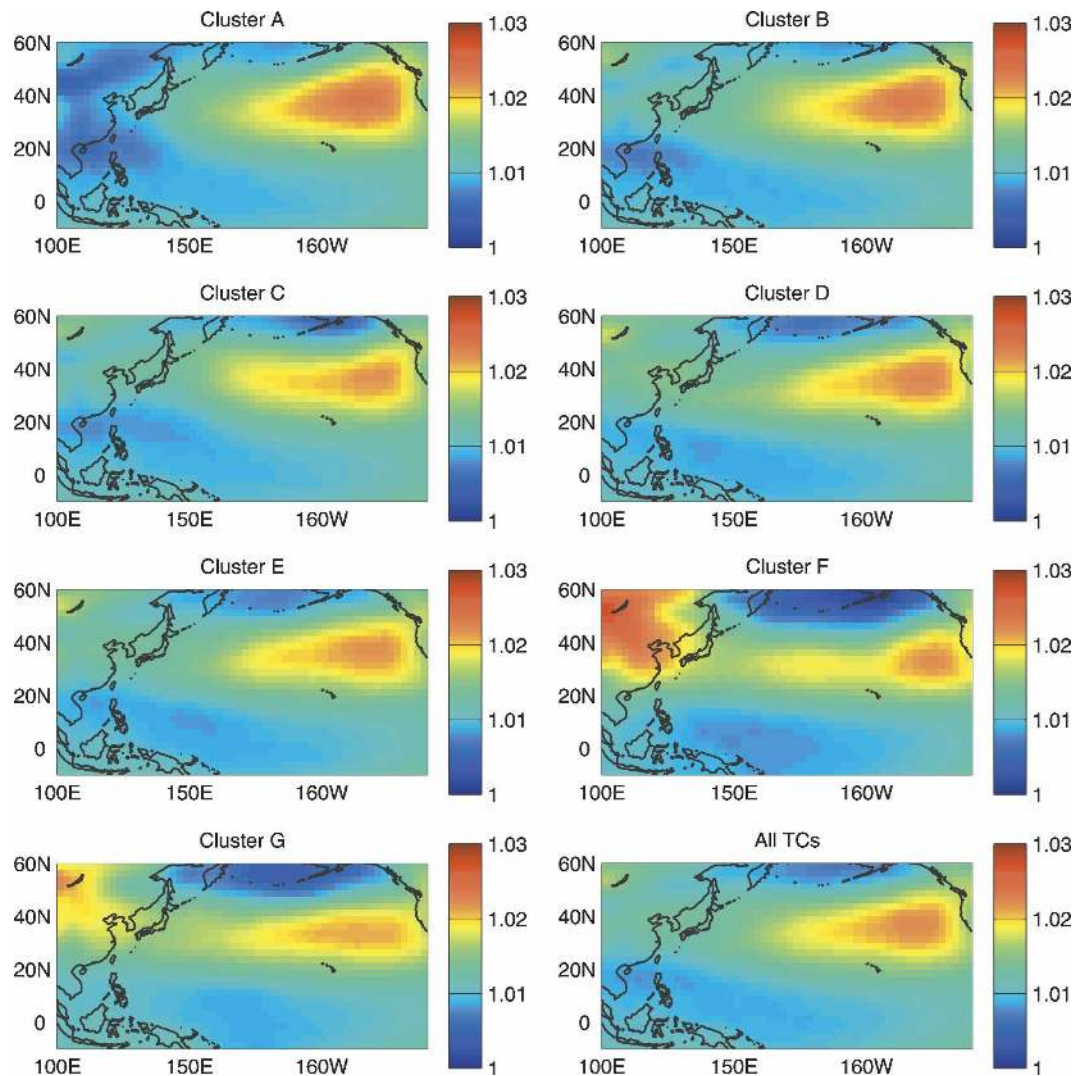 Cluster A
Cluster B
60N
40N
20N
0
100E 150E 160W
1.03
1.02
1.01
1
60N
40N
20N
0
100E 150E 160W
1.03
1.02
1.01
1
Cluster C
Cluster D
60N
40N
20N
0
100E 150E 160W
1.03
1.02
1.01
1
60N
40N
20N
0
100E 150E 160W
1.03
1.02
1.01
1
Cluster E
Cluster F
60N
40N
20N
0
100E 150E 160W
1.03
1.02
1.01
1
60N
40N
20N
0
100E 150E 160W
1.03
1.02
1.01
1
Cluster G
All TCs
60N
40N
20N
0
100E 150E 160W
1.03
1.02
1.01
1
60N
40N
20N
0
100E 150E 160W
1.03
1.02
1.01
1